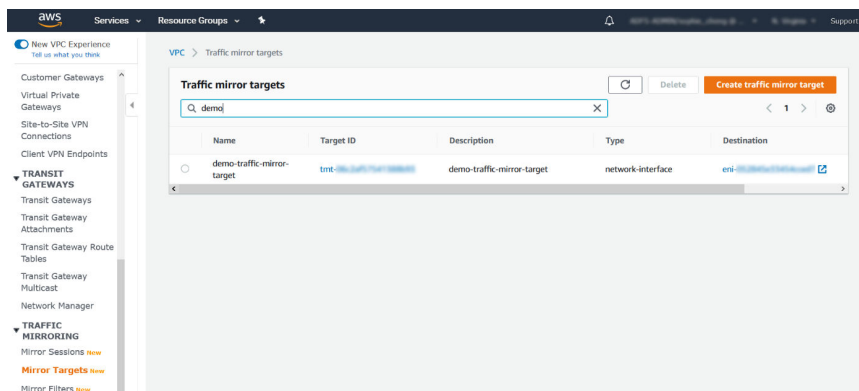 aws
Services
Resource Groups
Support
New VPC Experience
Tell us what you think
Customer Gateways
Virtual Private
Gateways
Site-to-Site VPN
Connections
Client VPN Endpoints
TRANSIT
GATEWAYS
Transit Gateways
Transit Gateway
Attachments
Transit Gateway Route
Tables
Transit Gateway
Multicast
Network Manager
TRAFFIC
MIRRORING
Mirror Sessions New
Mirror Targets New
Mirror Filters New
VPC > Traffic mirror targets
Traffic mirror targets
Delete
Create traffic mirror target
demo
1
Name Target ID Description Type Destination
demo-traffic-mirror-
target
tmt-
demo-traffic-mirror-target
network-interface
eni-